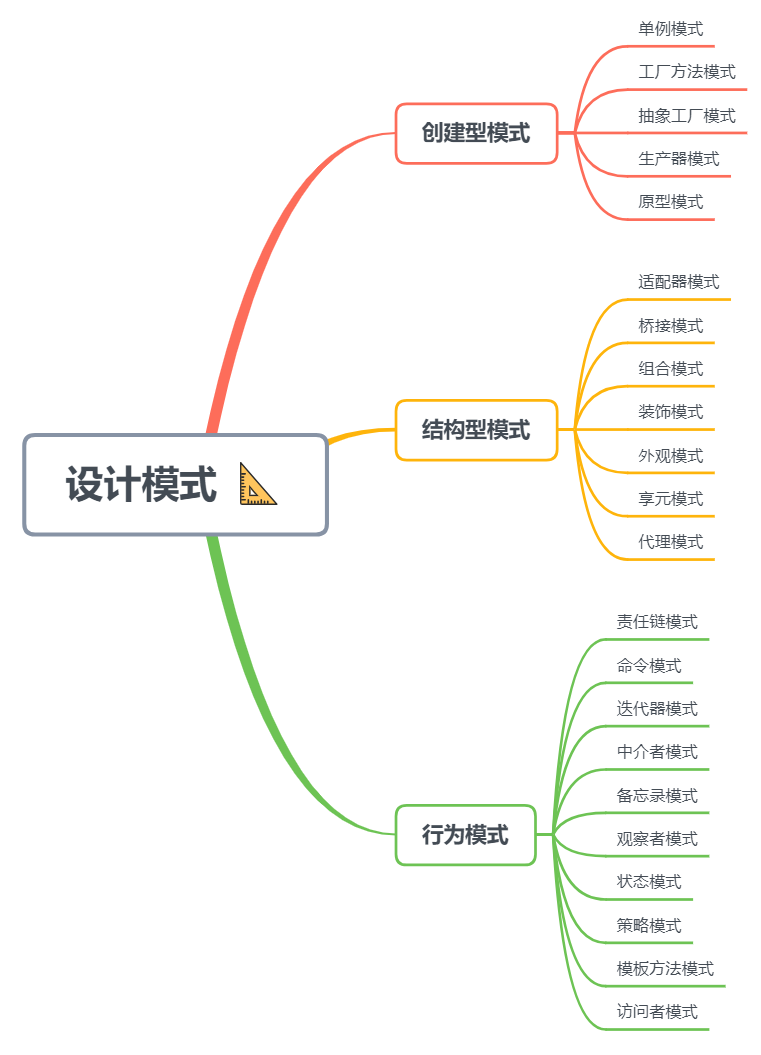 设计模式
创建型模式
单例模式
工厂方法模式
抽象工厂模式
生产器模式
原型模式
结构型模式
适配器模式
桥接模式
组合模式
装饰模式
外观模式
享元模式
代理模式
行为模式
责任链模式
命令模式
迭代器模式
中介者模式
备忘录模式
观察者模式
状态模式
策略模式
模板方法模式
访问者模式